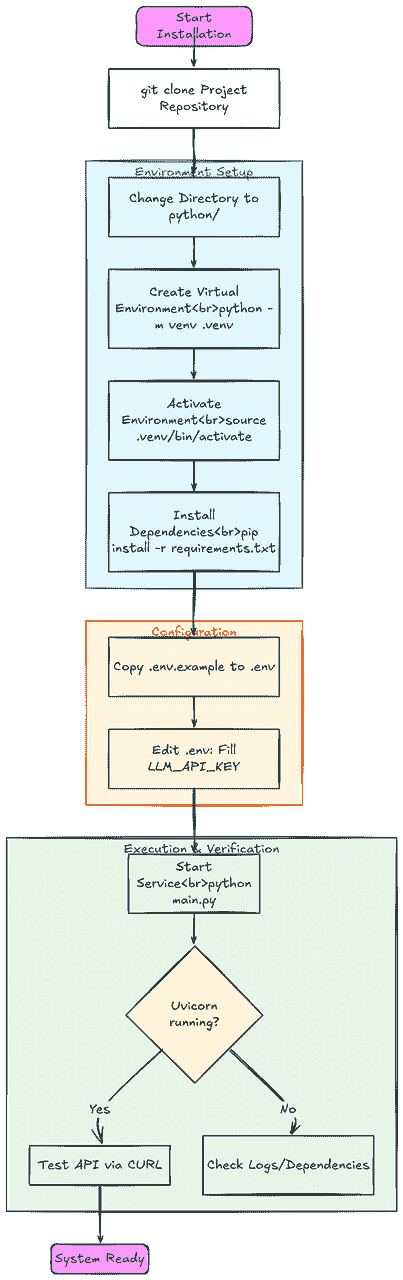 Start
Installation
git clone Project
Repository
Environment Setup
Change Directory to
python/
Create Virtual
Environment<br>python -
m venv .venv
Activate
Environment<br>source
.venv/bin/activate
Install
Dependencies<br>pip
install -r requirements.txt
Configuration
Copy .env.example to .env
Edit .env: Fill
LLM_API_KEY
Execution & Verification
Start
Service<br>python
main.py
Uvicorn
running?
Yes
No
Test API via CURL
Check Logs/Dependencies
System Ready